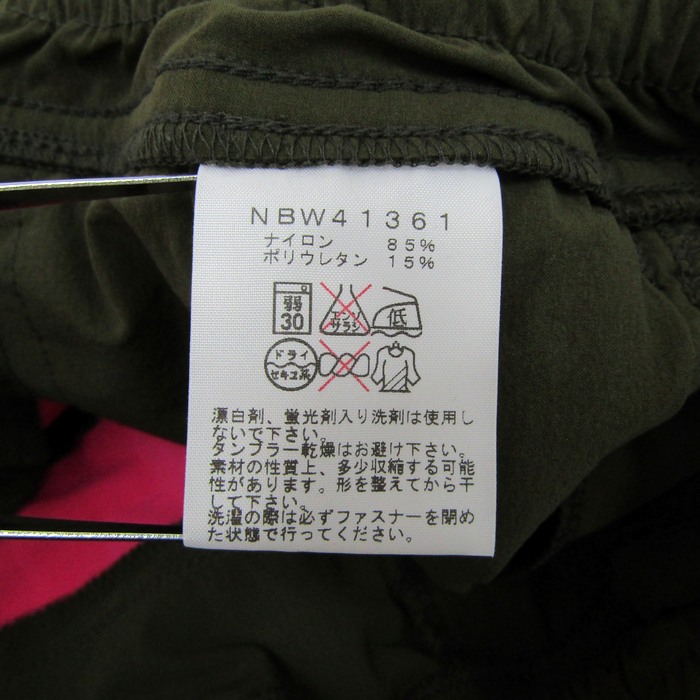 NBW41361
ナイロン 85%
ポリウレタン 15%
弱 30 エンソ サラシ 低
ドライ セキユ系
漂白剤、蛍光剤入り洗剤は使用し
ないで下さい。
タンブラー乾燥はお避け下さい。
素材の性質上、多少収縮する可能
性があります。形を整えてから干
して下さい。
洗濯の際は必ずファスナーを閉め
た状態で行ってください。